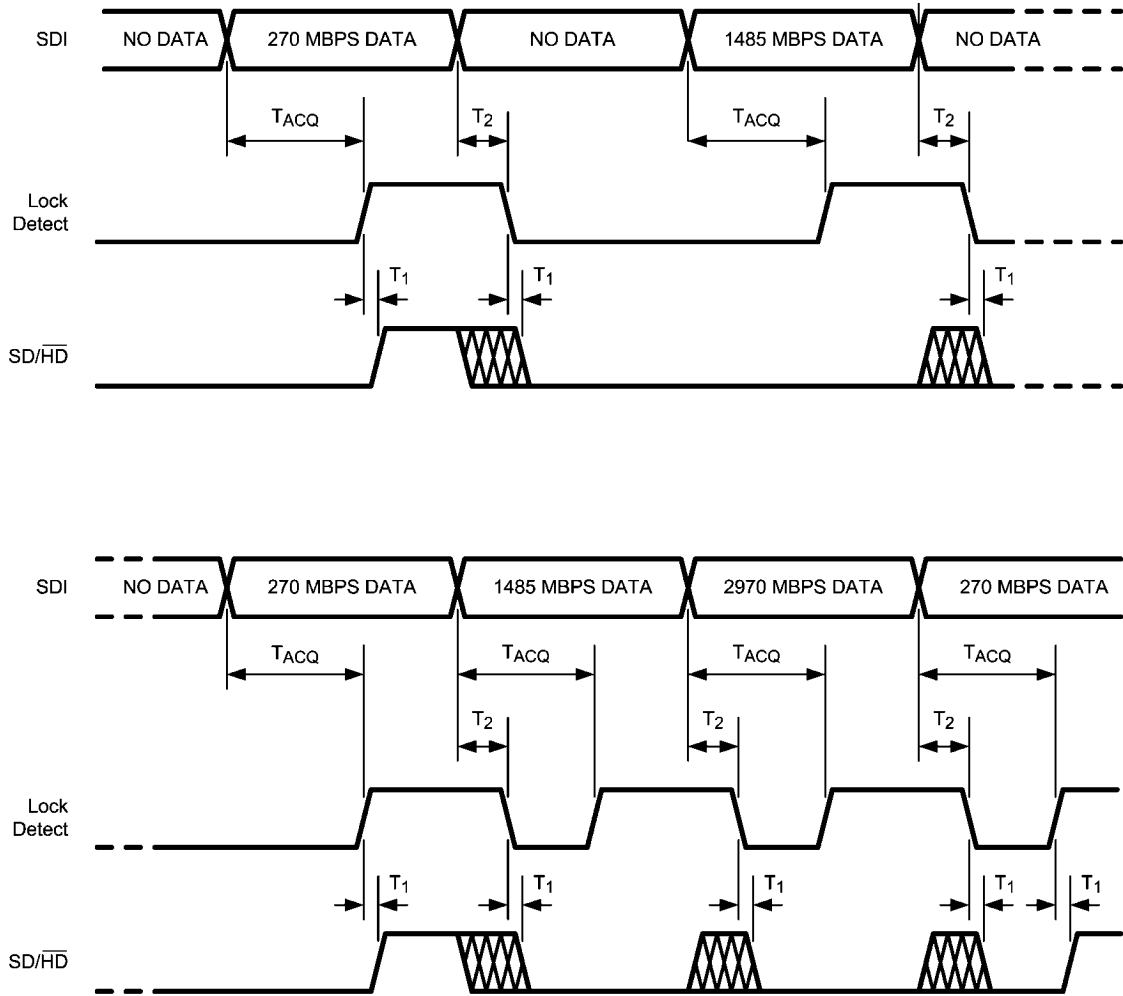 SDI
NO DATA
270 MBPS DATA
NO DATA
1485 MBPS DATA
NO DATA
TACQ
T2
TACQ
T2
Lock
Detect
T1
T1
T1
SD/HD
SDI
NO DATA
270 MBPS DATA
1485 MBPS DATA
2970 MBPS DATA
270 MBPS DATA
TACQ
TACQ
TACQ
TACQ
T2
T2
T2
Lock
Detect
T1
T1
T1
T1
T1
SD/HD